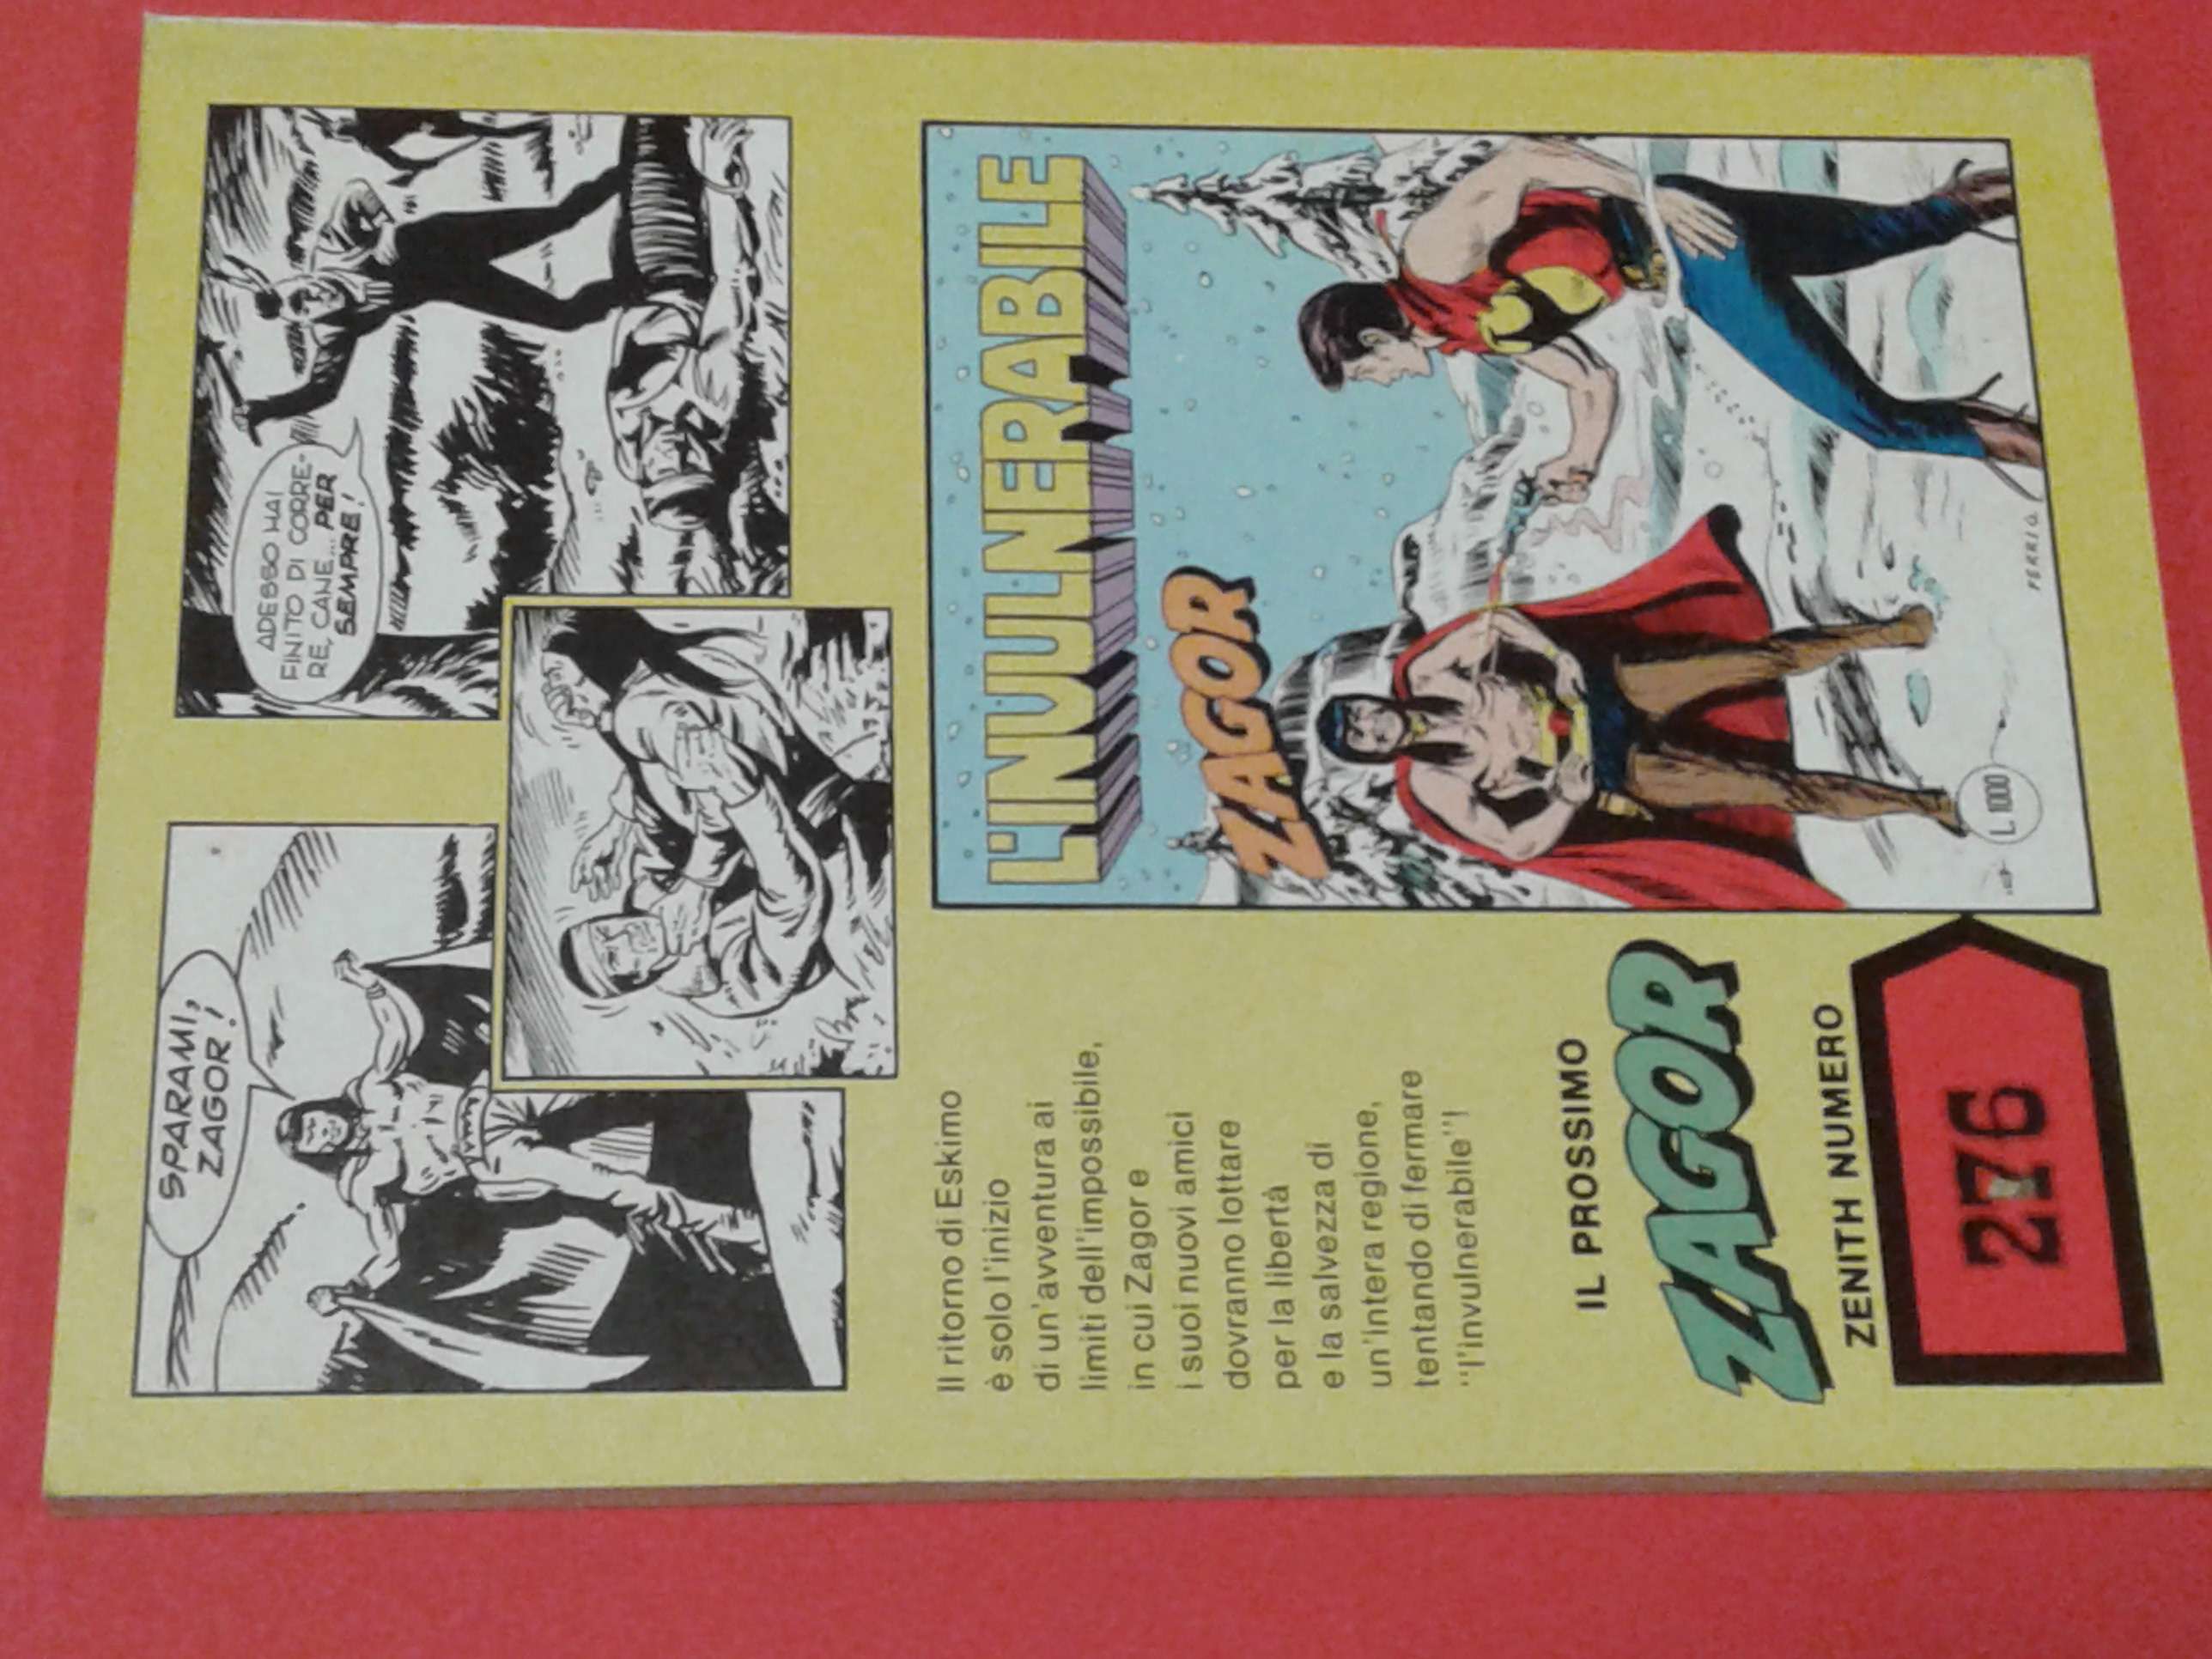 SPARAMI,
ZAGOR!
ADESSO HAI
FINITO DI CORRE-
RE, CANE... PER
SEMPRE!
Il ritorno di Eskimo
è solo l'inizio
di un'avventura ai
limiti dell'impossibile,
in cui Zagor e
i suoi nuovi amici
dovranno lottare
per la libertà
e la salvezza di
un'intera regione,
tentando di fermare
"l'invulnerabile"!
IL PROSSIMO
ZAGOR
ZENITH NUMERO
276
L'INVULNERABILE
ZAGOR
L. 1000
FERRI G.